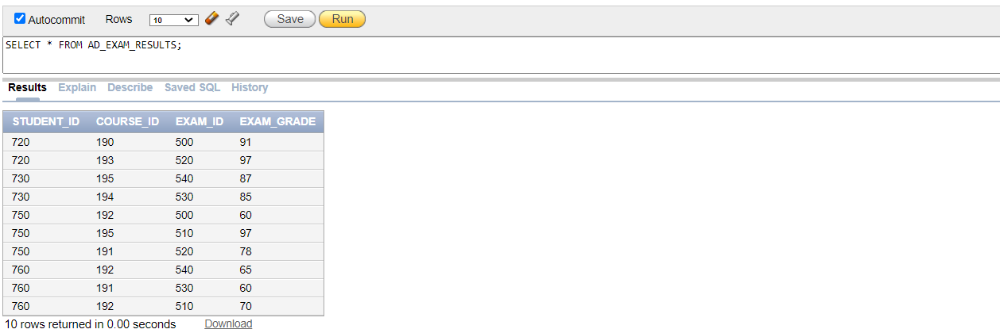 Autocommit Rows 10 Save Run
SELECT * FROM AD_EXAM_RESULTS;
Results Explain Describe Saved SQL History
STUDENT_ID COURSE_ID EXAM_ID EXAM_GRADE
720 190 500 91
720 193 520 97
730 195 540 87
730 194 530 85
750 192 500 60
750 195 510 97
750 191 520 78
760 192 540 65
760 191 530 60
760 192 510 70
10 rows returned in 0.00 seconds Download